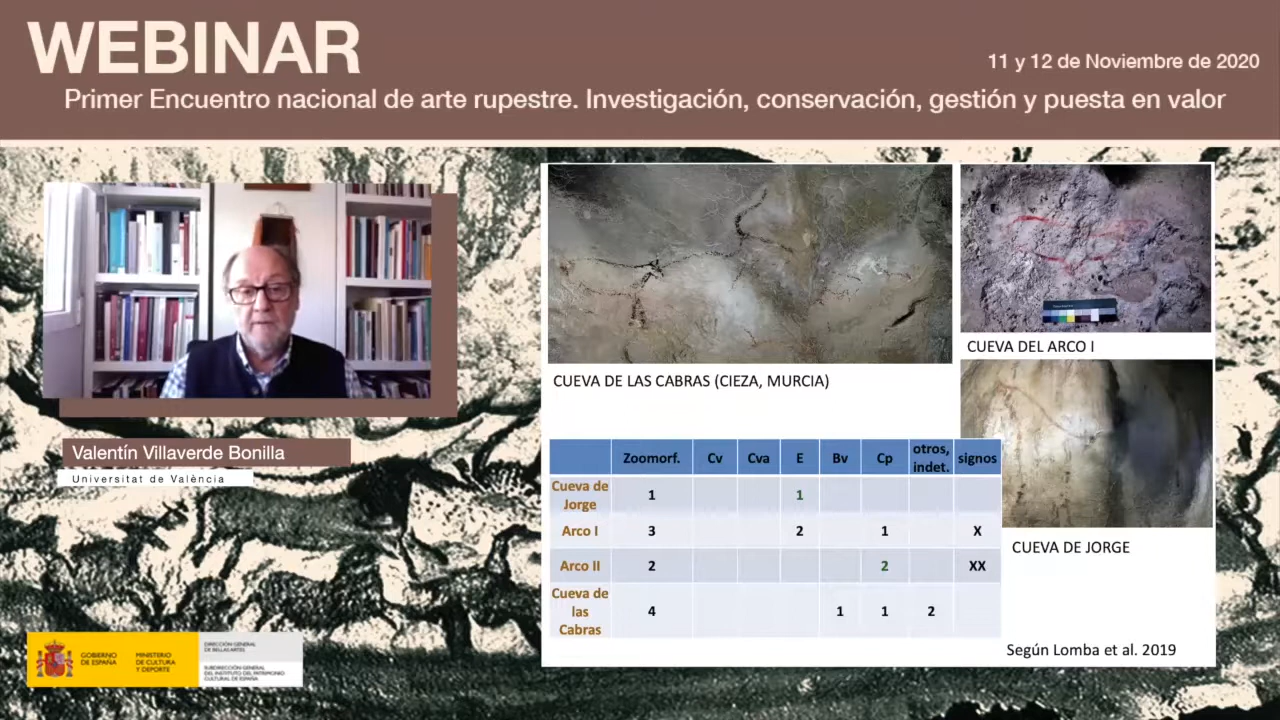 WEBINAR
11 y 12 de Noviembre de 2020
Primer Encuentro nacional de arte rupestre. Investigación, conservación, gestión y puesta en valor
Valentín Villaverde Bonilla
Universitat de València
GOBIERNO
DE ESPAÑA
MINISTERIO
DE CULTURA
Y DEPORTE
DIRECCIÓN GENERAL
DE BELLAS ARTES
SUBDIRECCIÓN GENERAL
DEL INSTITUTO DEL PATRIMONIO
CULTURAL DE ESPAÑA
CUEVA DE LAS CABRAS (CIEZA, MURCIA)
CUEVA DEL ARCO I
CUEVA DE JORGE
Zoomorf. Cv Cva E Bv Cp otros, indet. signos
Cueva de Jorge 1 1
Arco I 3 2 1 X
Arco II 2 2 XX
Cueva de las Cabras 4 1 1 2
Según Lomba et al. 2019